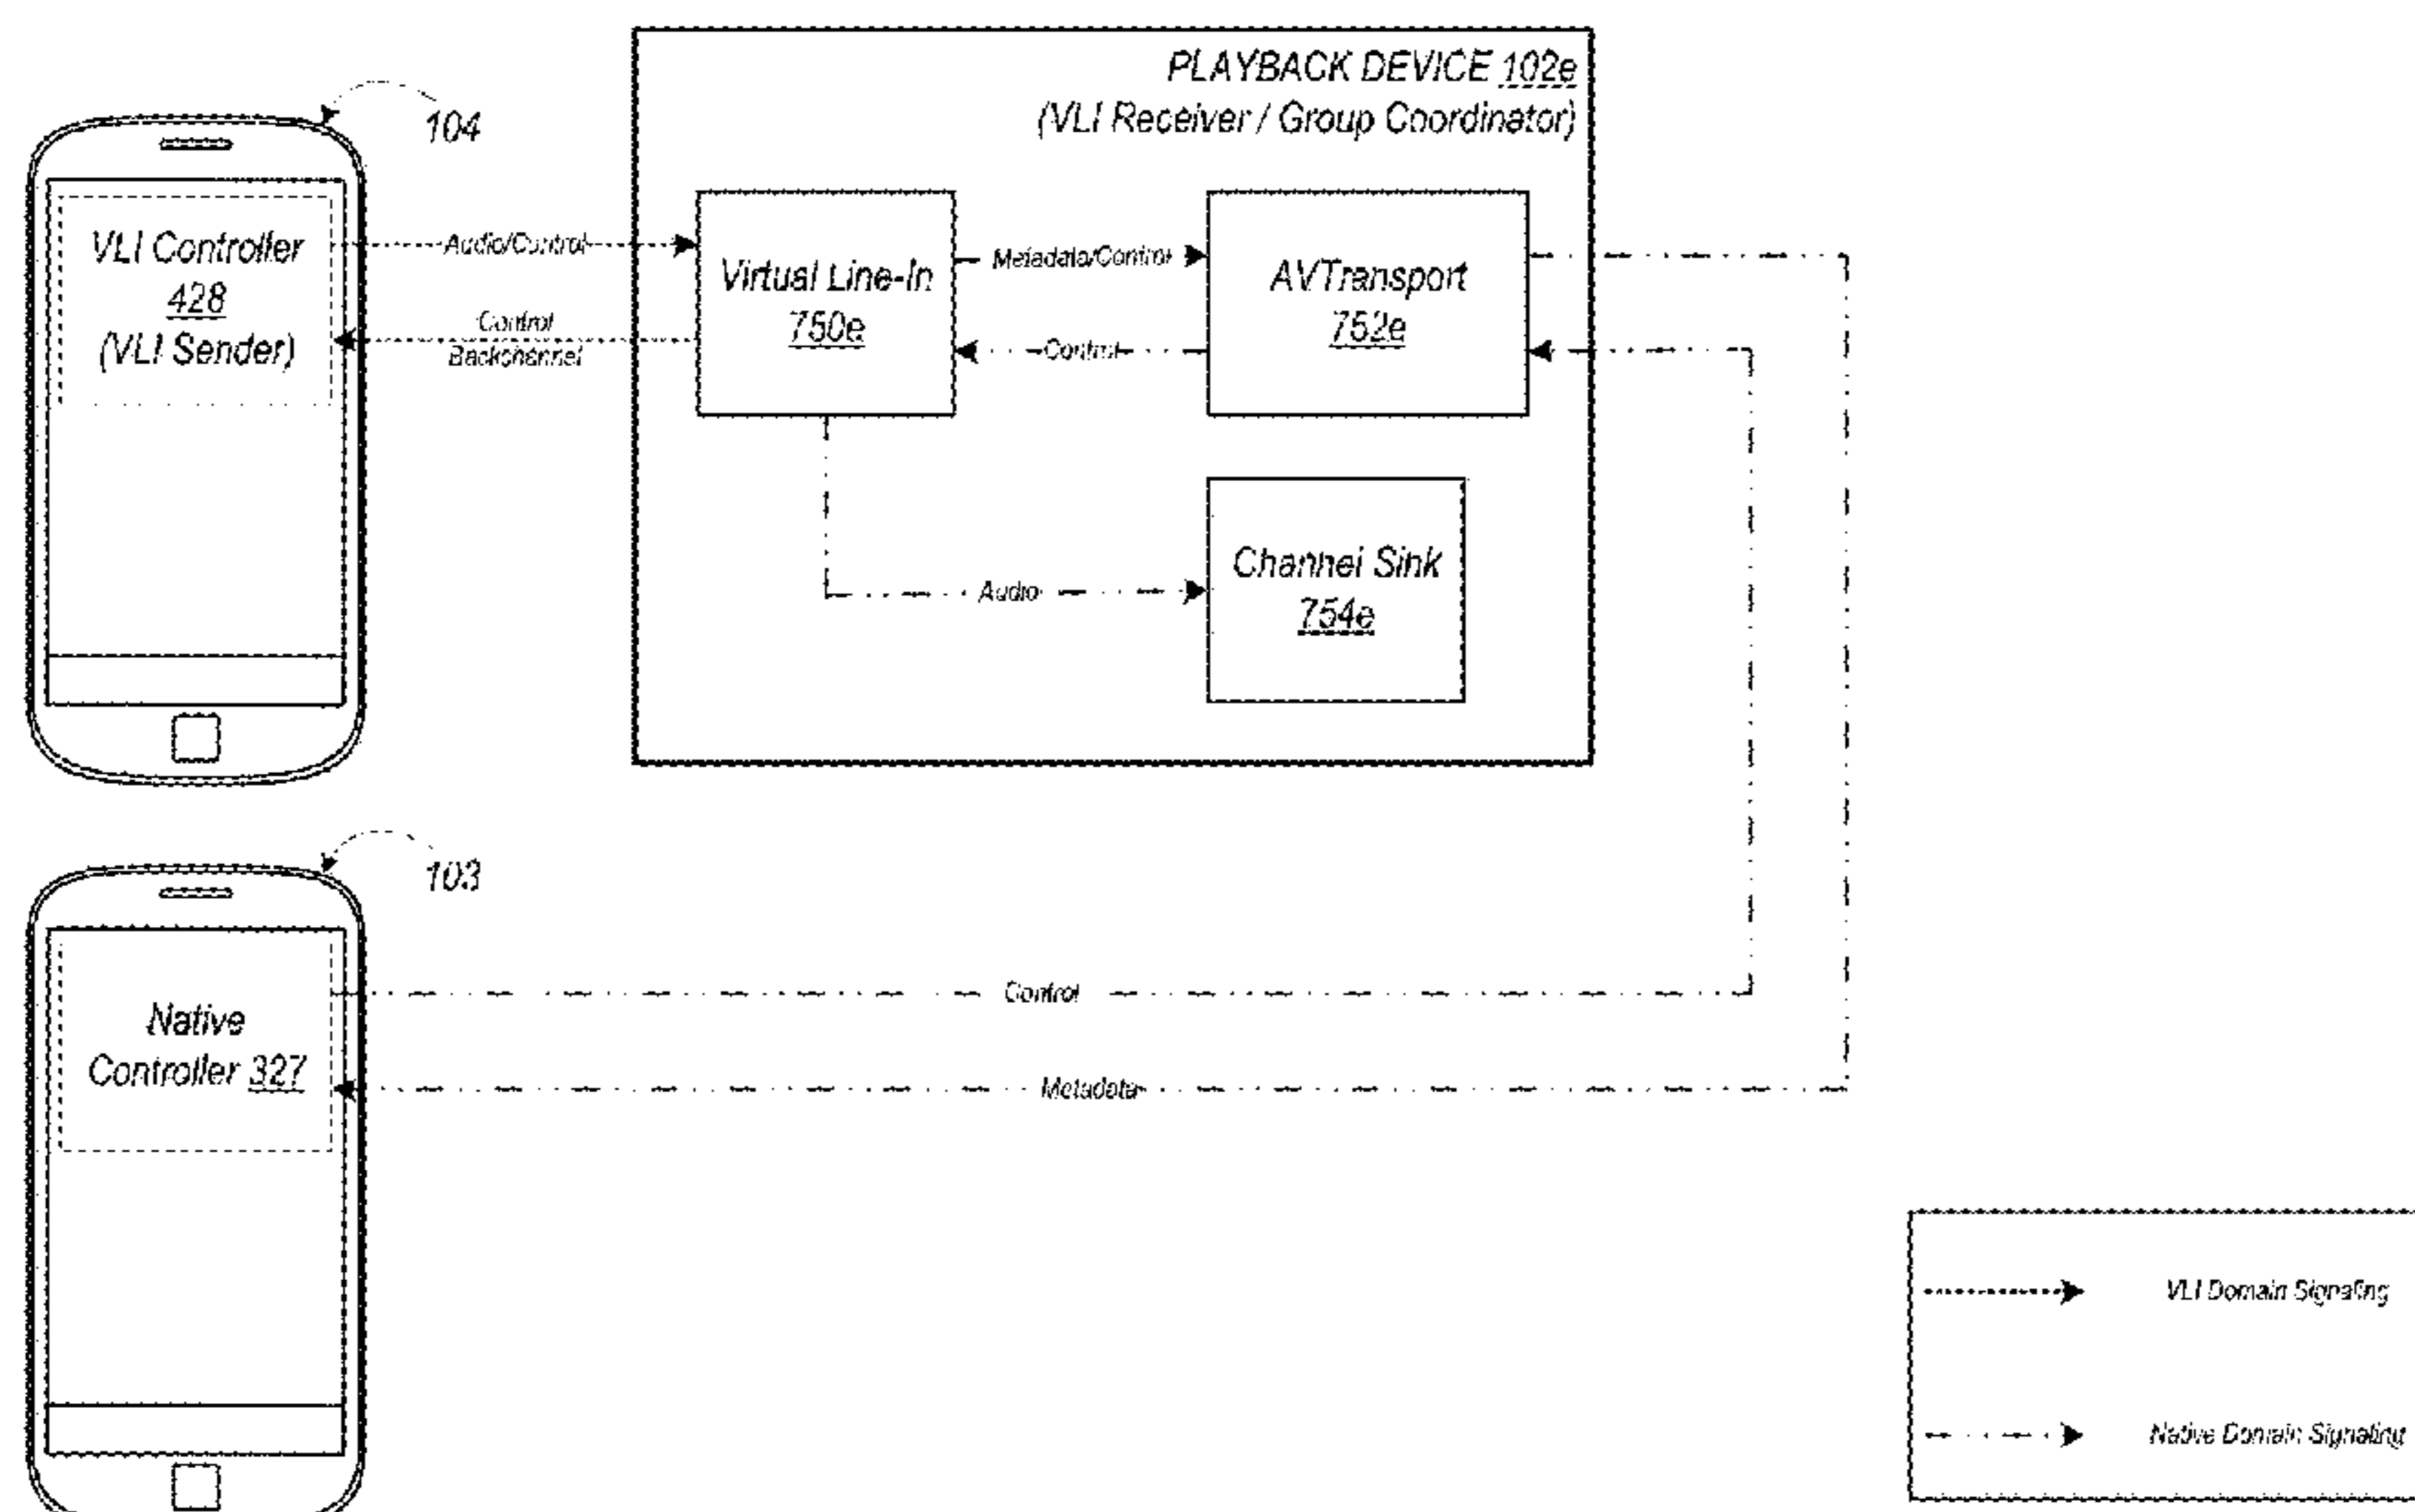 PLAYBACK DEVICE 102e
(VLI Receiver / Group Coordinator)
104
VLI Controller
428
(VLI Sender)
Audio/Control
Control
Backchannel
Virtual Line-In
750e
Metadata/Control
Control
AVTransport
752e
Audio
Channel Sink
754e
103
Native
Controller 327
Control
Metadata
VLI Domain Signaling
Native Domain Signaling